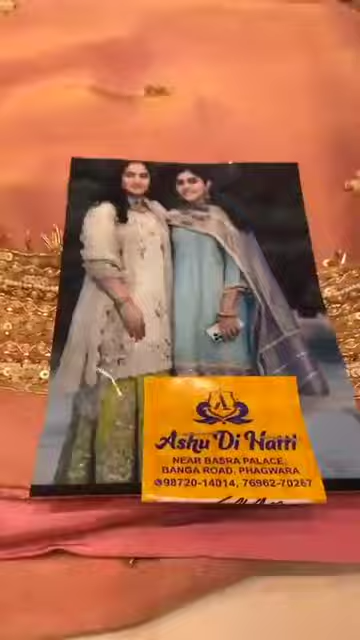 Ashu Di Hatti
NEAR BASRA PALACE,
BANGA ROAD, PHAGWARA
98720-14014, 76962-70267